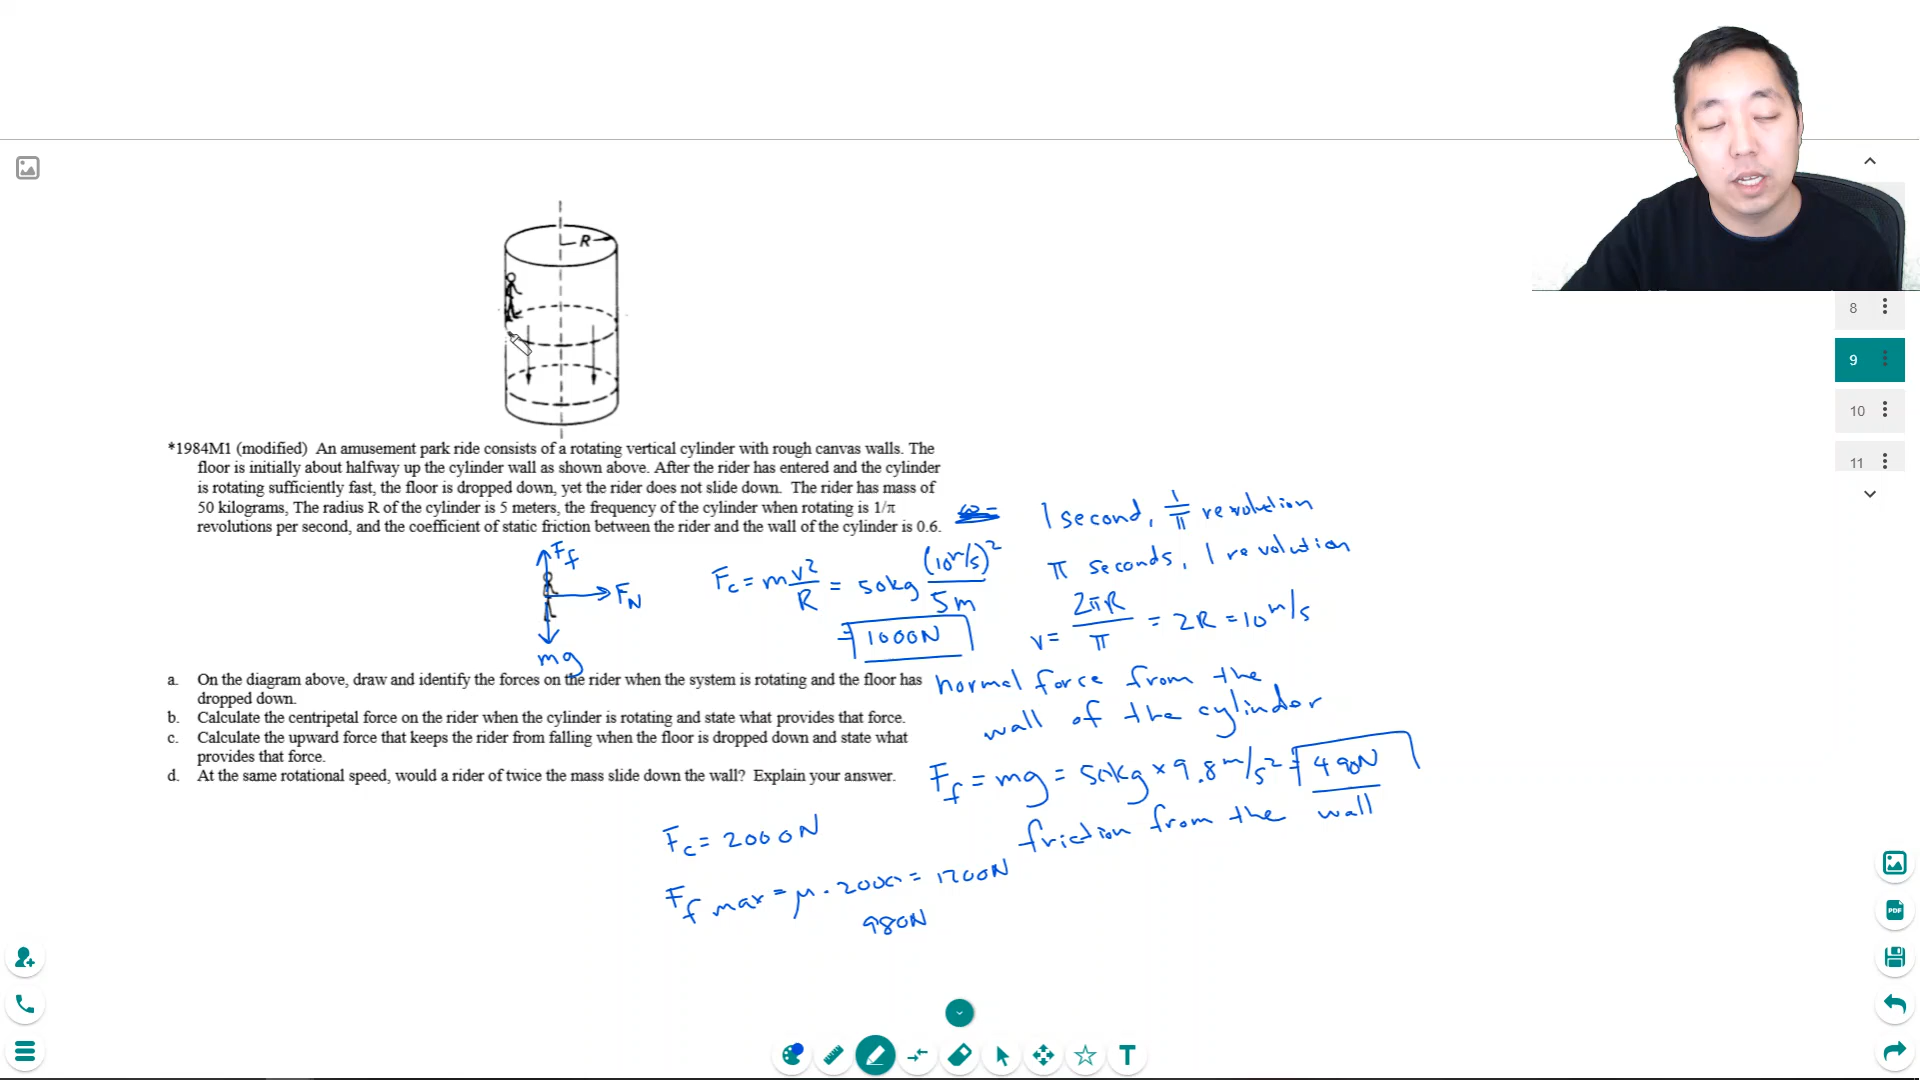 R
*1984M1 (modified) An amusement park ride consists of a rotating vertical cylinder with rough canvas walls. The
floor is initially about halfway up the cylinder wall as shown above. After the rider has entered and the cylinder
is rotating sufficiently fast, the floor is dropped down, yet the rider does not slide down. The rider has mass of
50 kilograms, The radius R of the cylinder is 5 meters, the frequency of the cylinder when rotating is 1/π
revolutions per second, and the coefficient of static friction between the rider and the wall of the cylinder is 0.6.
1 second, 1/π revolution
π seconds, 1 revolution
F_f
F_N
mg
F_c = m v²/R = 50kg (10m/s)²/5m
= 1000N
v = 2πR/π = 2R = 10 m/s
a. On the diagram above, draw and identify the forces on the rider when the system is rotating and the floor has
dropped down.
b. Calculate the centripetal force on the rider when the cylinder is rotating and state what provides that force.
c. Calculate the upward force that keeps the rider from falling when the floor is dropped down and state what
provides that force.
d. At the same rotational speed, would a rider of twice the mass slide down the wall? Explain your answer.
normal force from the
wall of the cylinder
F_f = mg = 50kg × 9.8 m/s² = 490N
friction from the wall
F_c = 2000N
F_f max = μ · 2000 = 1200N
980N
8
9
10
11
PDF
T